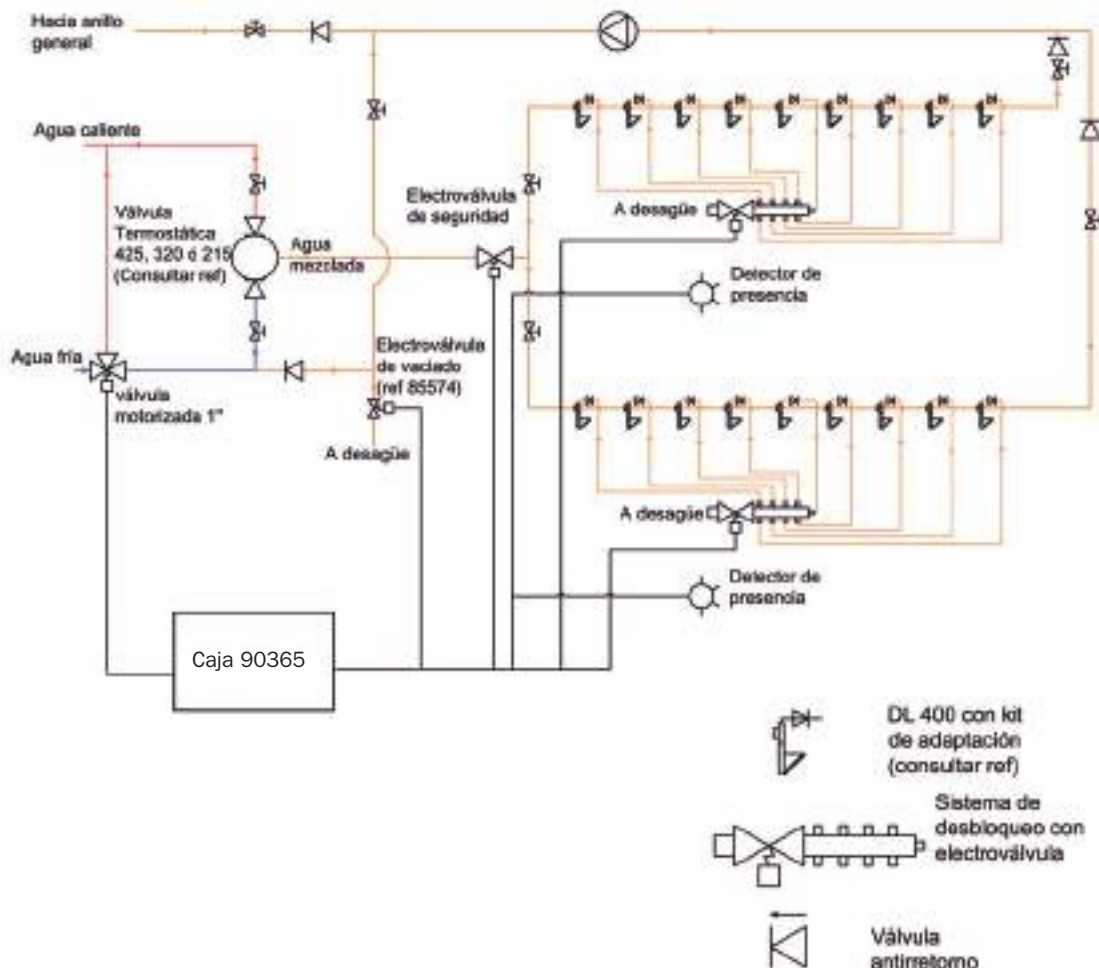 Hacia anillo
general
Agua caliente
Válvula
Termostática
425, 320 ó 215
(Consultar ref)
Agua
mezclada
Electroválvula
de seguridad
A desagüe
Detector de
presencia
Agua fría
válvula
motorizada 1"
Electroválvula
de vaciado
(ref 85574)
A desagüe
A desagüe
Detector de
presencia
Caja 90365
DL 400 con kit
de adaptación
(consultar ref)
Sistema de
desbloqueo con
electroválvula
Válvula
antirretorno